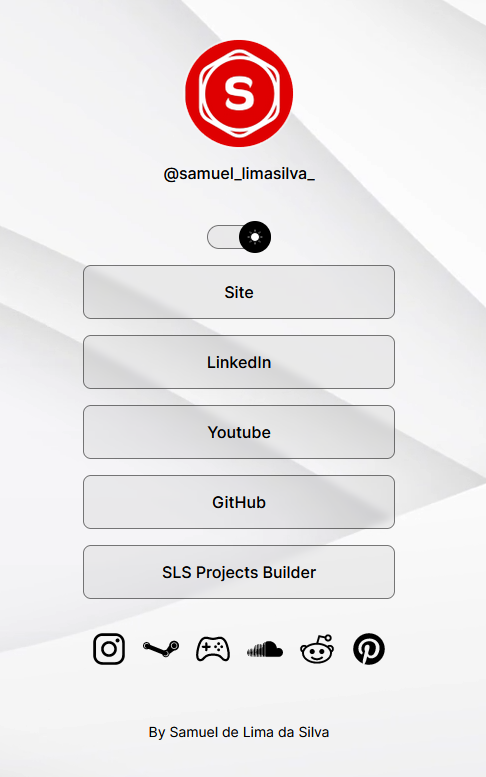 S
@samuel_limasilva_
Site
LinkedIn
Youtube
GitHub
SLS Projects Builder
By Samuel de Lima da Silva